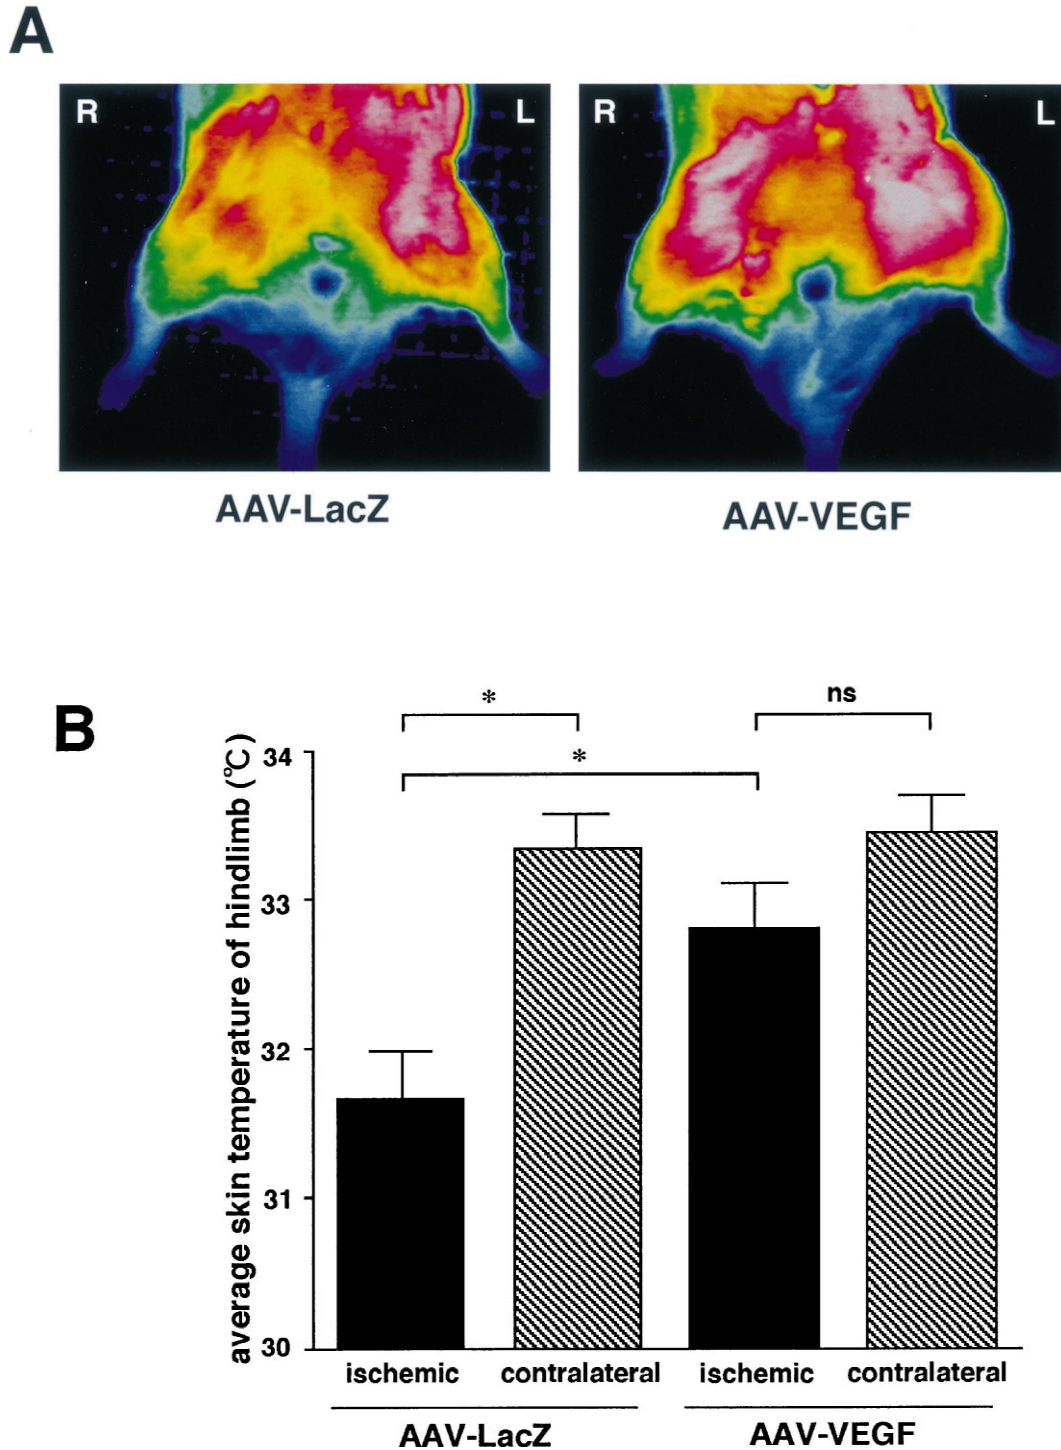 A
R L R L
AAV-LacZ AAV-VEGF
B
average skin temperature of hindlimb (°C)
* ns
*
34
33
32
31
30
ischemic contralateral ischemic contralateral
AAV-LacZ AAV-VEGF